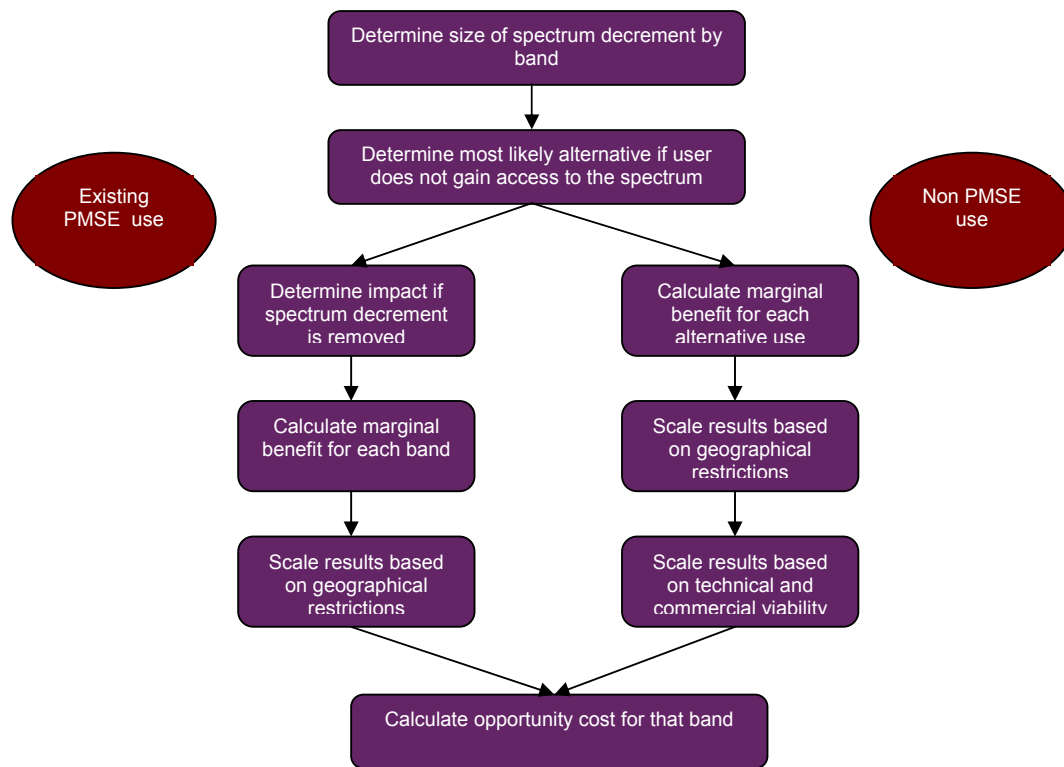 Determine size of spectrum decrement by
band
Determine most likely alternative if user
does not gain access to the spectrum
Existing
PMSE use
Non PMSE
use
Determine impact if
spectrum decrement
is removed
Calculate marginal
benefit for each
alternative use
Calculate marginal
benefit for each band
Scale results based
on geographical
restrictions
Scale results based
on geographical
restrictions
Scale results based
on technical and
commercial viability
Calculate opportunity cost for that band